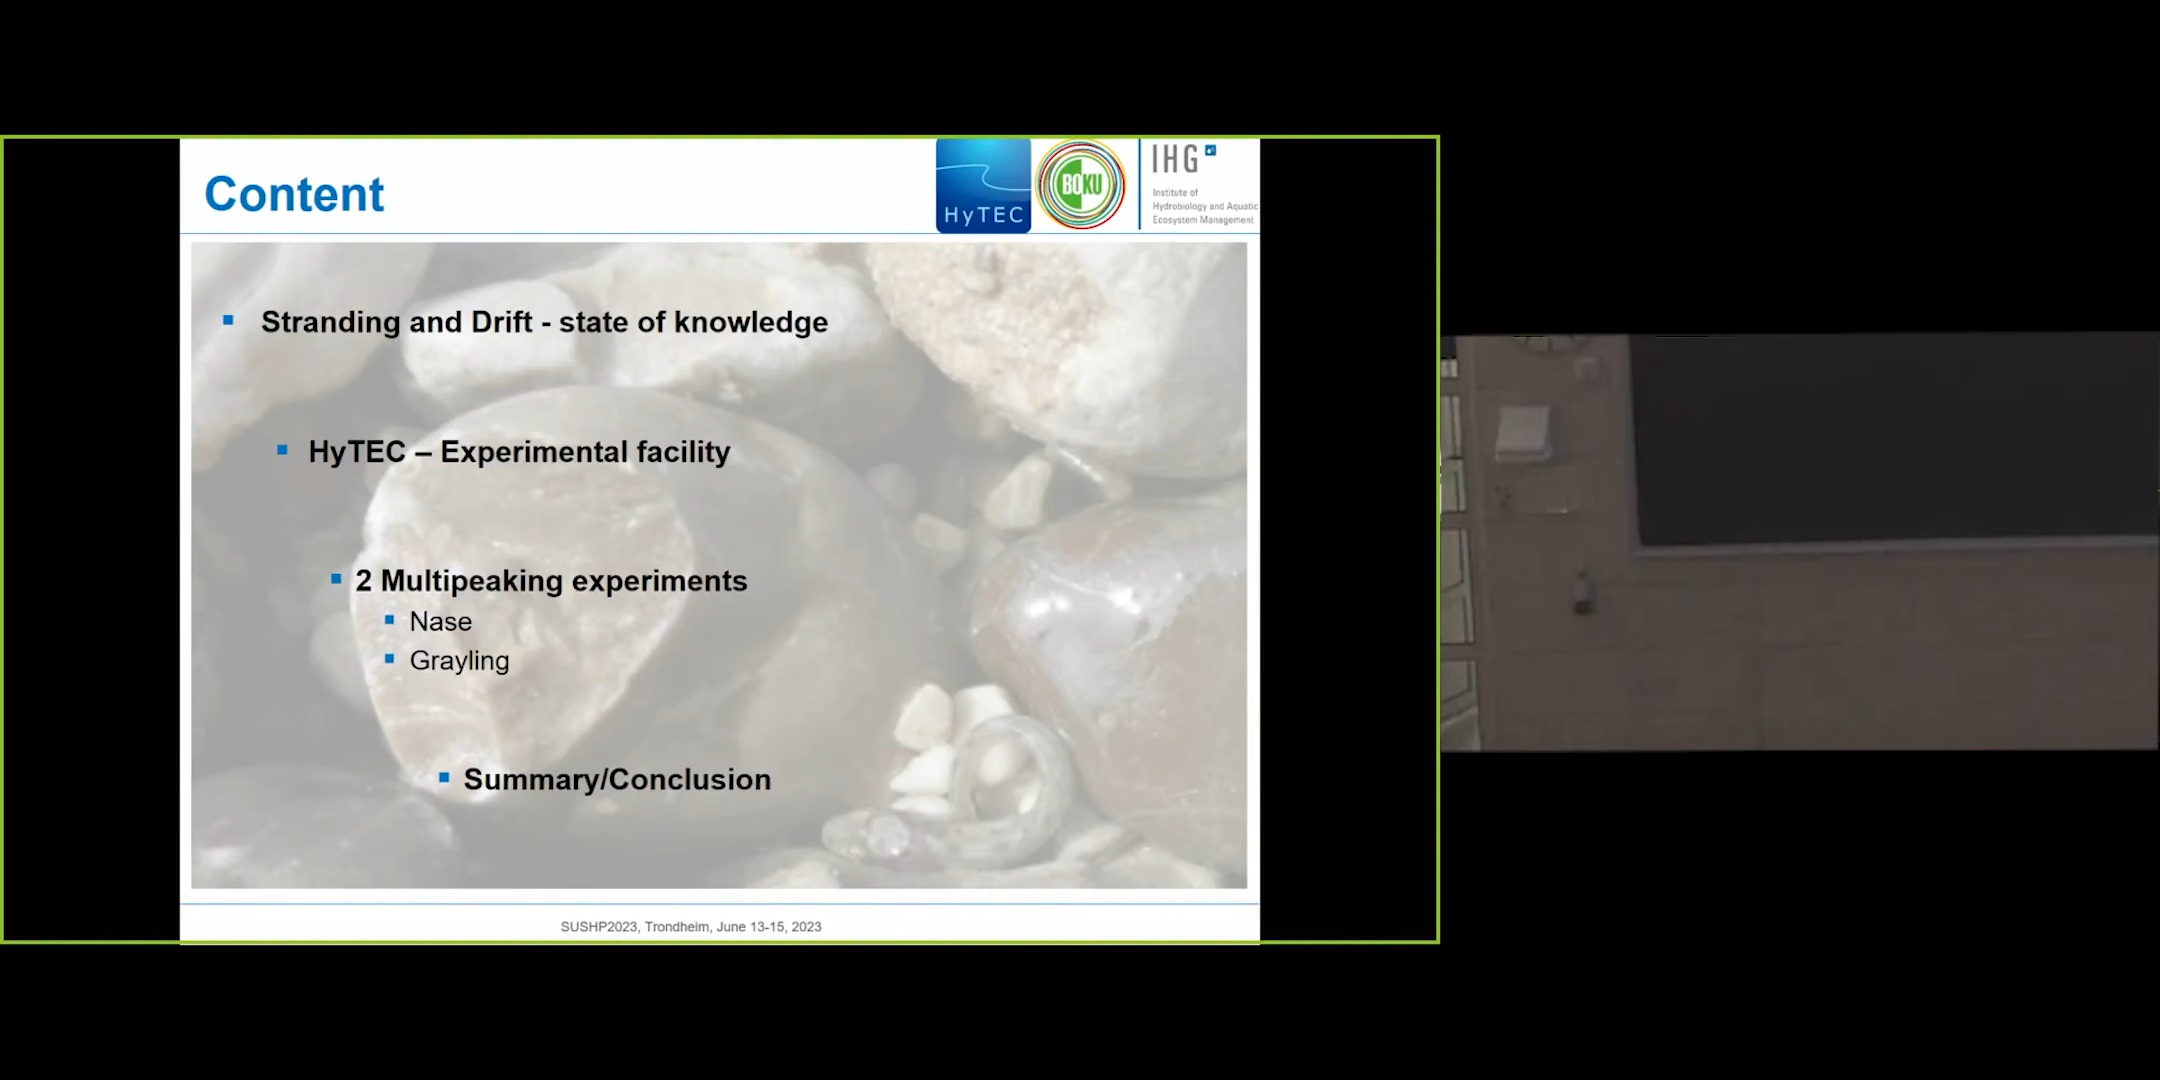 Content
HyTEC
BOKU
IHG
Institute of
Hydrobiology and Aquatic
Ecosystem Management
Stranding and Drift - state of knowledge
HyTEC – Experimental facility
2 Multipeaking experiments
Nase
Grayling
Summary/Conclusion
SUSHP2023, Trondheim, June 13-15, 2023